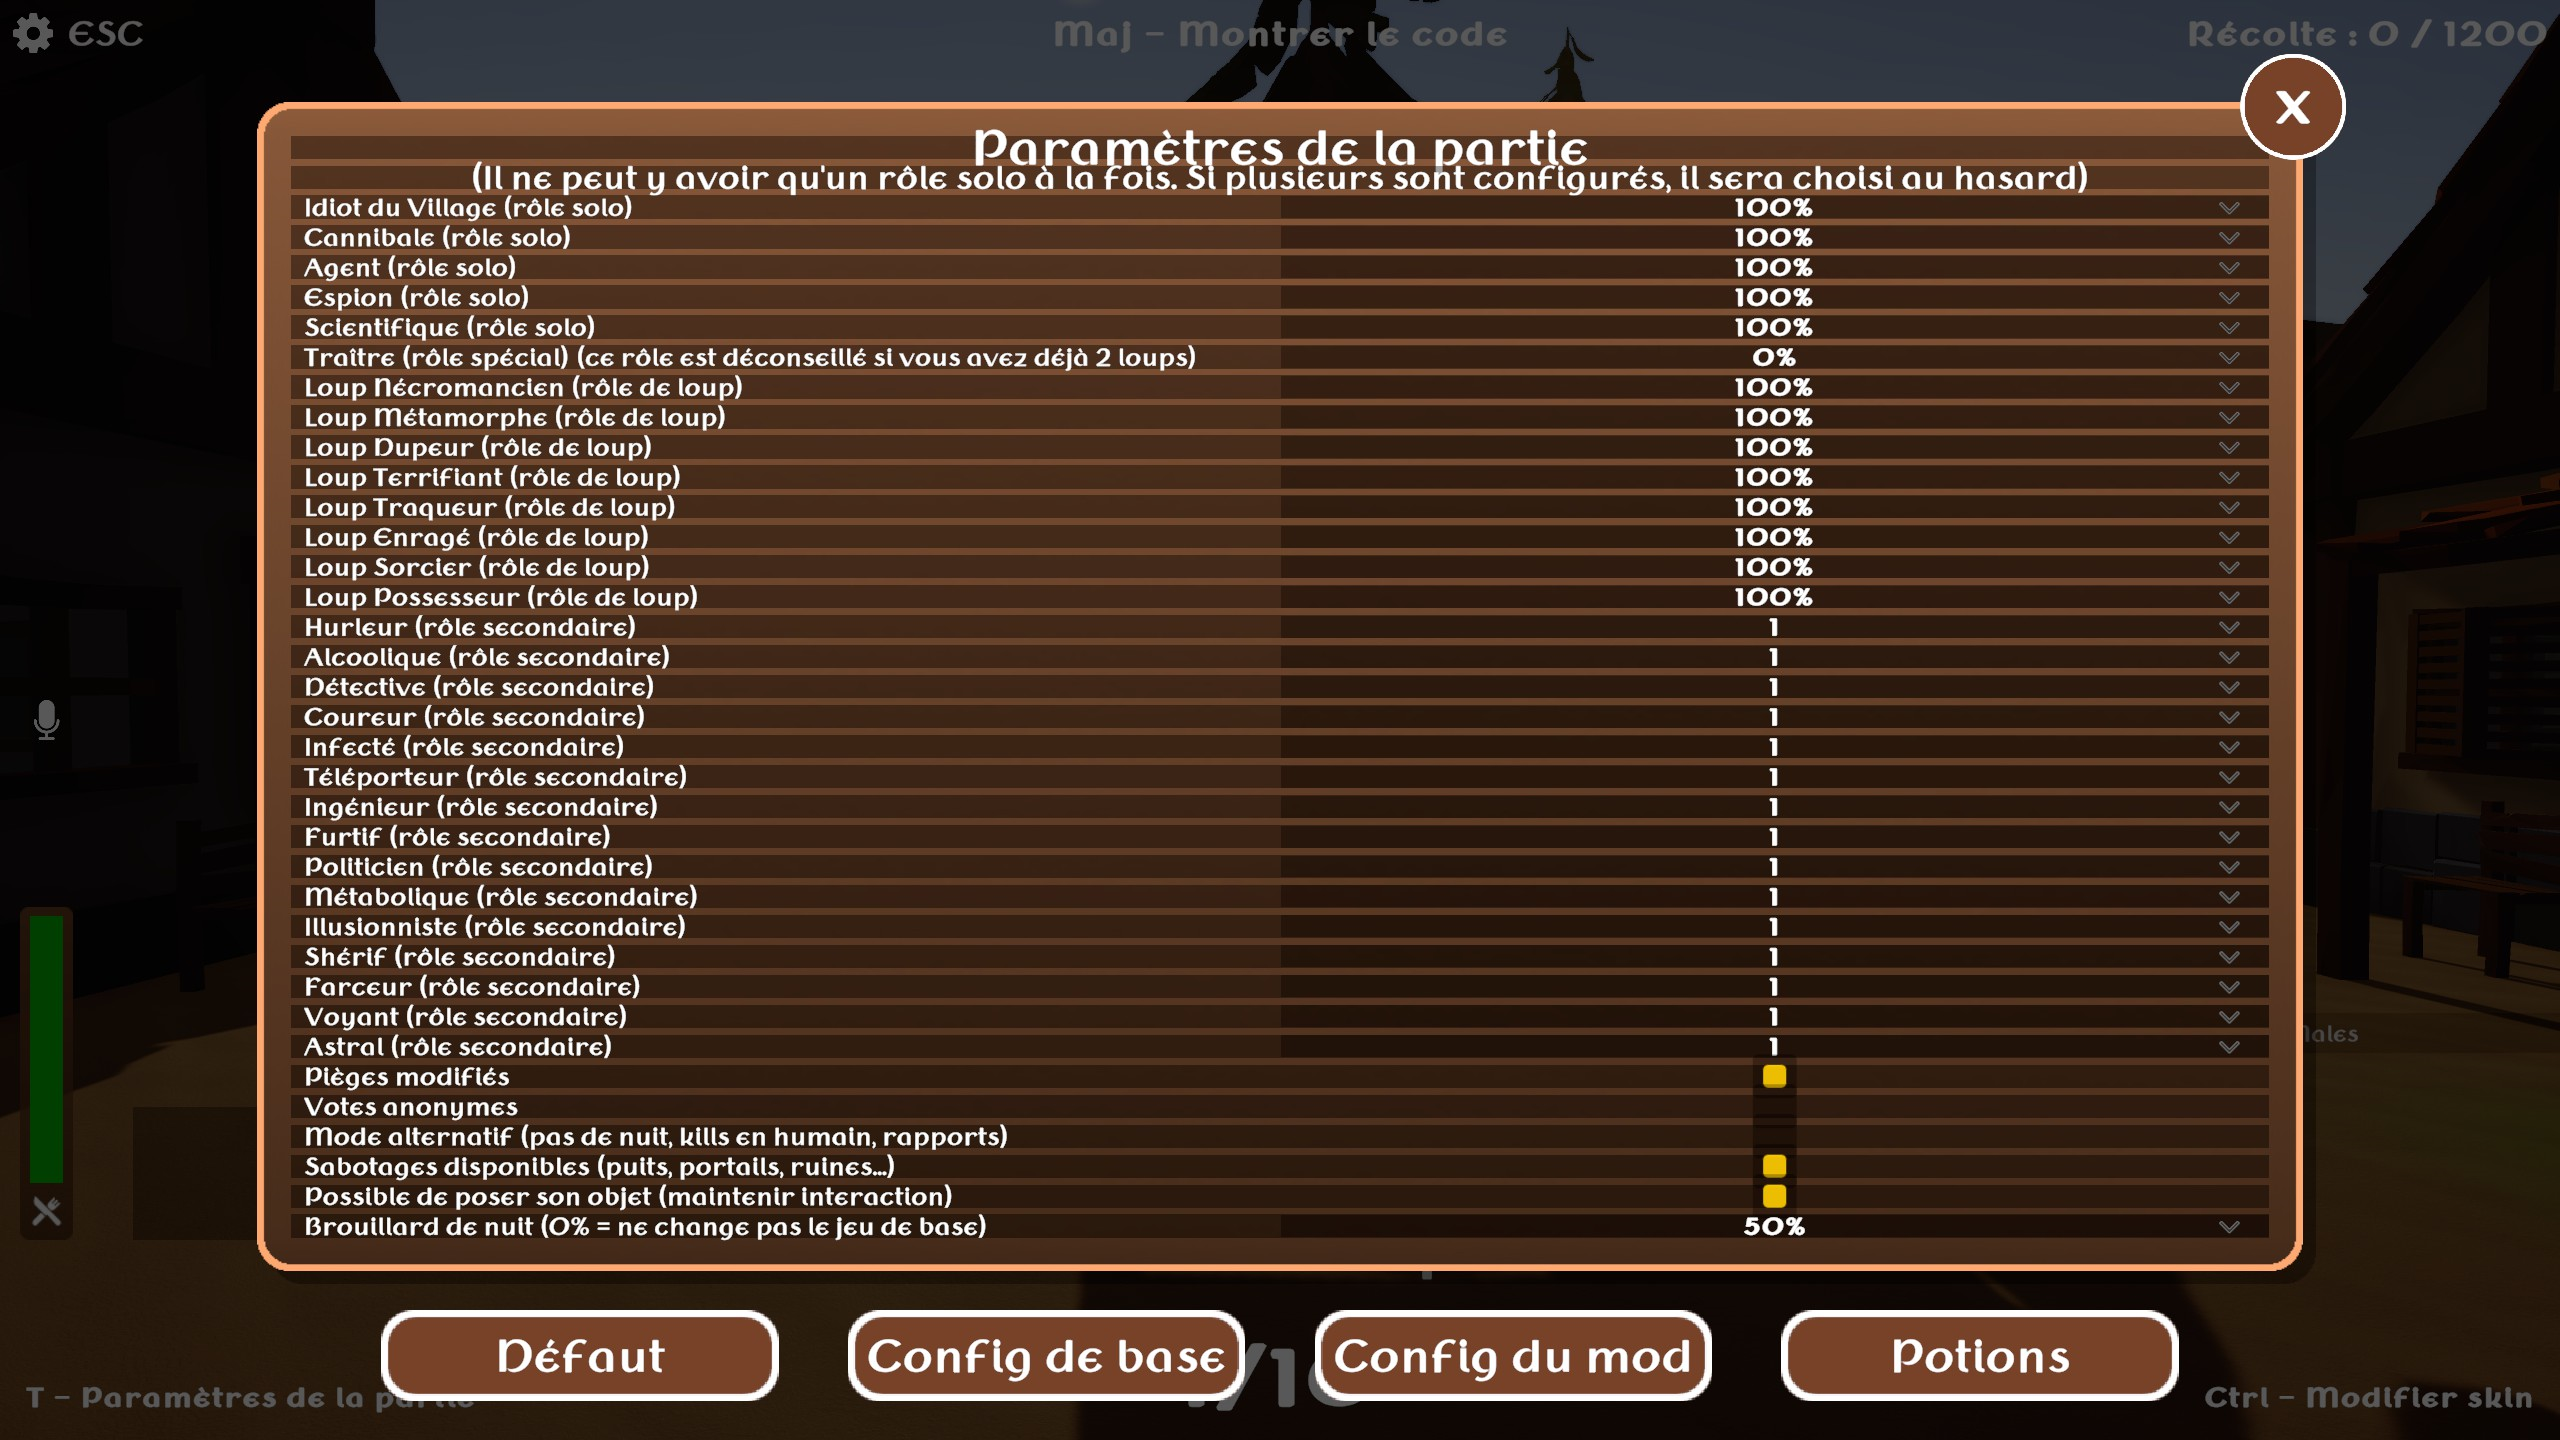 ESC
Maj – Montrer le code
Récolte : 0 / 1200
X
Paramètres de la partie
(Il ne peut y avoir qu'un rôle solo à la fois. Si plusieurs sont configurés, il sera choisi au hasard)
Idiot du Village (rôle solo) 100%
Cannibale (rôle solo) 100%
Agent (rôle solo) 100%
Espion (rôle solo) 100%
Scientifique (rôle solo) 100%
Traître (rôle spécial) (ce rôle est déconseillé si vous avez déjà 2 loups) 0%
Loup Nécromancien (rôle de loup) 100%
Loup Métamorphe (rôle de loup) 100%
Loup Dupeur (rôle de loup) 100%
Loup Terrifiant (rôle de loup) 100%
Loup Traqueur (rôle de loup) 100%
Loup Enragé (rôle de loup) 100%
Loup Sorcier (rôle de loup) 100%
Loup Possesseur (rôle de loup) 100%
Hurleur (rôle secondaire) 1
Alcoolique (rôle secondaire) 1
Détective (rôle secondaire) 1
Coureur (rôle secondaire) 1
Infecté (rôle secondaire) 1
Téléporteur (rôle secondaire) 1
Ingénieur (rôle secondaire) 1
Furtif (rôle secondaire) 1
Politicien (rôle secondaire) 1
Métabolique (rôle secondaire) 1
Illusionniste (rôle secondaire) 1
Shérif (rôle secondaire) 1
Farceur (rôle secondaire) 1
Voyant (rôle secondaire) 1
Astral (rôle secondaire) 1
Pièges modifiés
Votes anonymes
Mode alternatif (pas de nuit, kills en humain, rapports)
Sabotages disponibles (puits, portails, ruines...)
Possible de poser son objet (maintenir interaction)
Brouillard de nuit (0% = ne change pas le jeu de base) 50%
Défaut
Config de base
Config du mod
Potions
T – Paramètres de la partie
Ctrl – Modifier skin